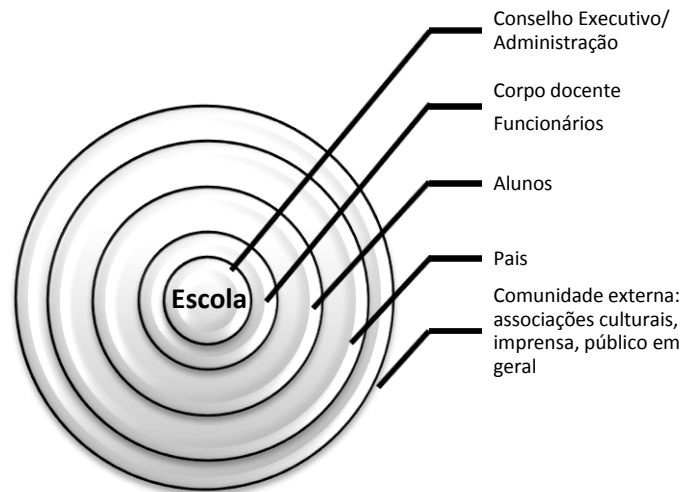 Conselho Executivo/
Administração
Corpo docente
Funcionários
Alunos
Pais
Comunidade externa:
associações culturais,
imprensa, público em
geral
Escola